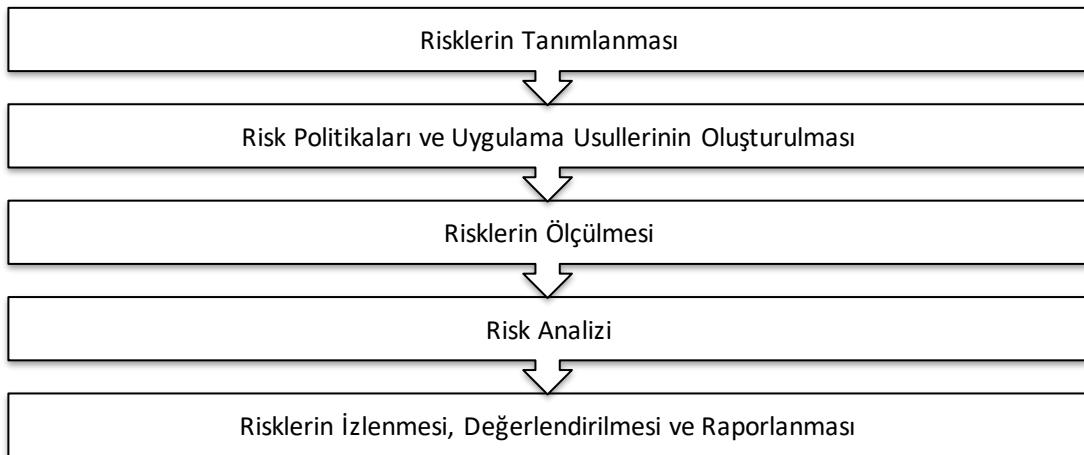 Risklerin Tanımlanması
Risk Politikaları ve Uygulama Usullerinin Oluşturulması
Risklerin Ölçülmesi
Risk Analizi
Risklerin İzlenmesi, Değerlendirilmesi ve Raporlanması